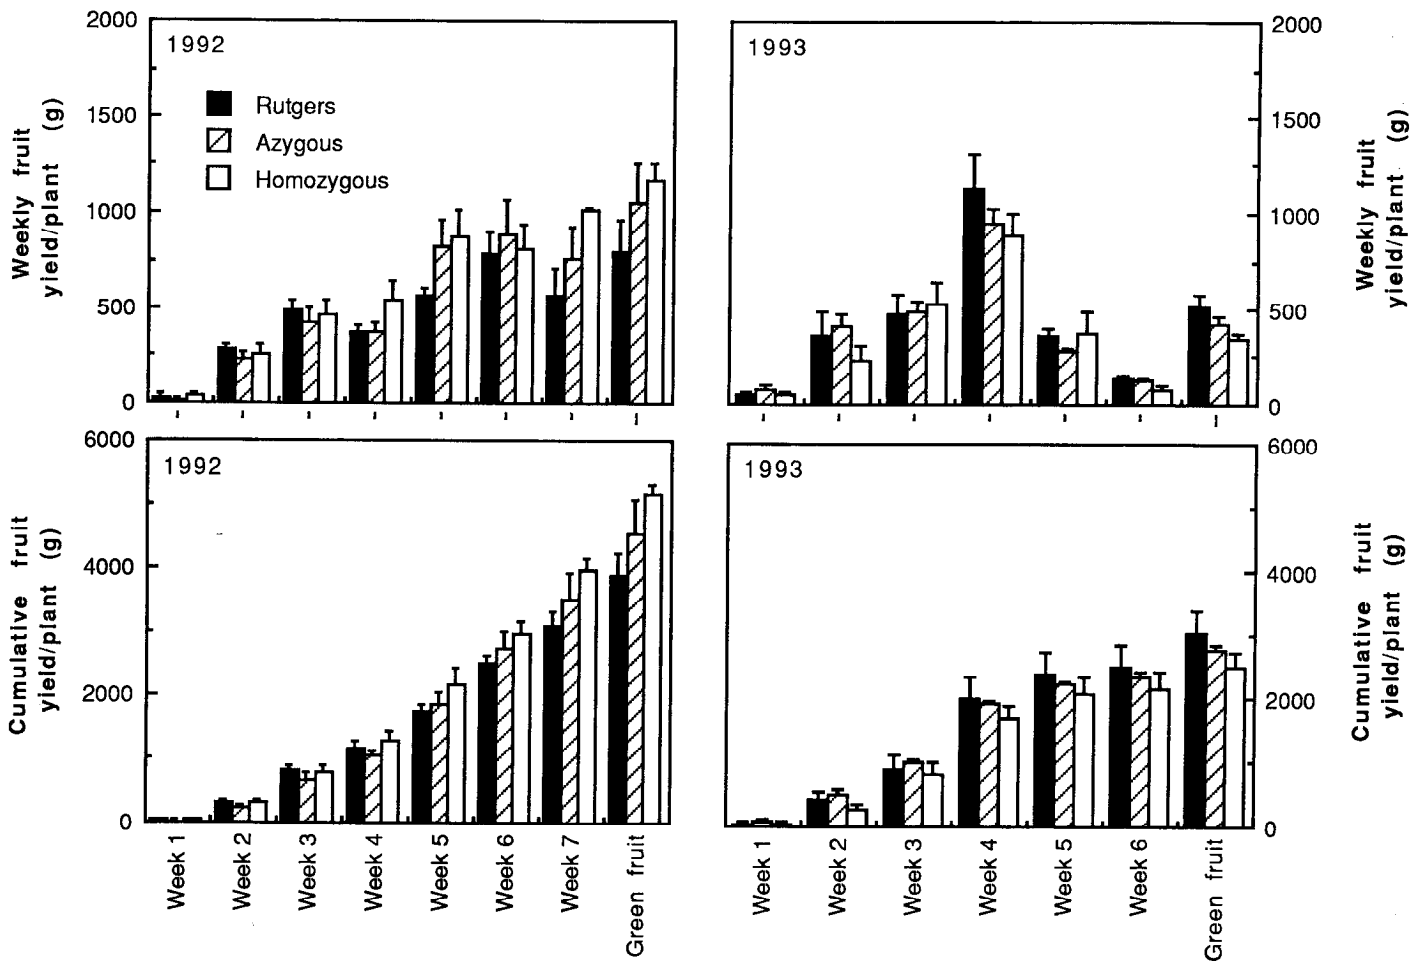 1992
Rutgers
Azygous
Homozygous
2000
1500
1000
500
0
Weekly fruit
yield/plant (g)
1993
2000
1500
1000
500
0
Weekly fruit
yield/plant (g)
1992
6000
4000
2000
0
Cumulative fruit
yield/plant (g)
Week 1
Week 2
Week 3
Week 4
Week 5
Week 6
Week 7
Green fruit
1993
6000
4000
2000
0
Cumulative fruit
yield/plant (g)
Week 1
Week 2
Week 3
Week 4
Week 5
Week 6
Green fruit